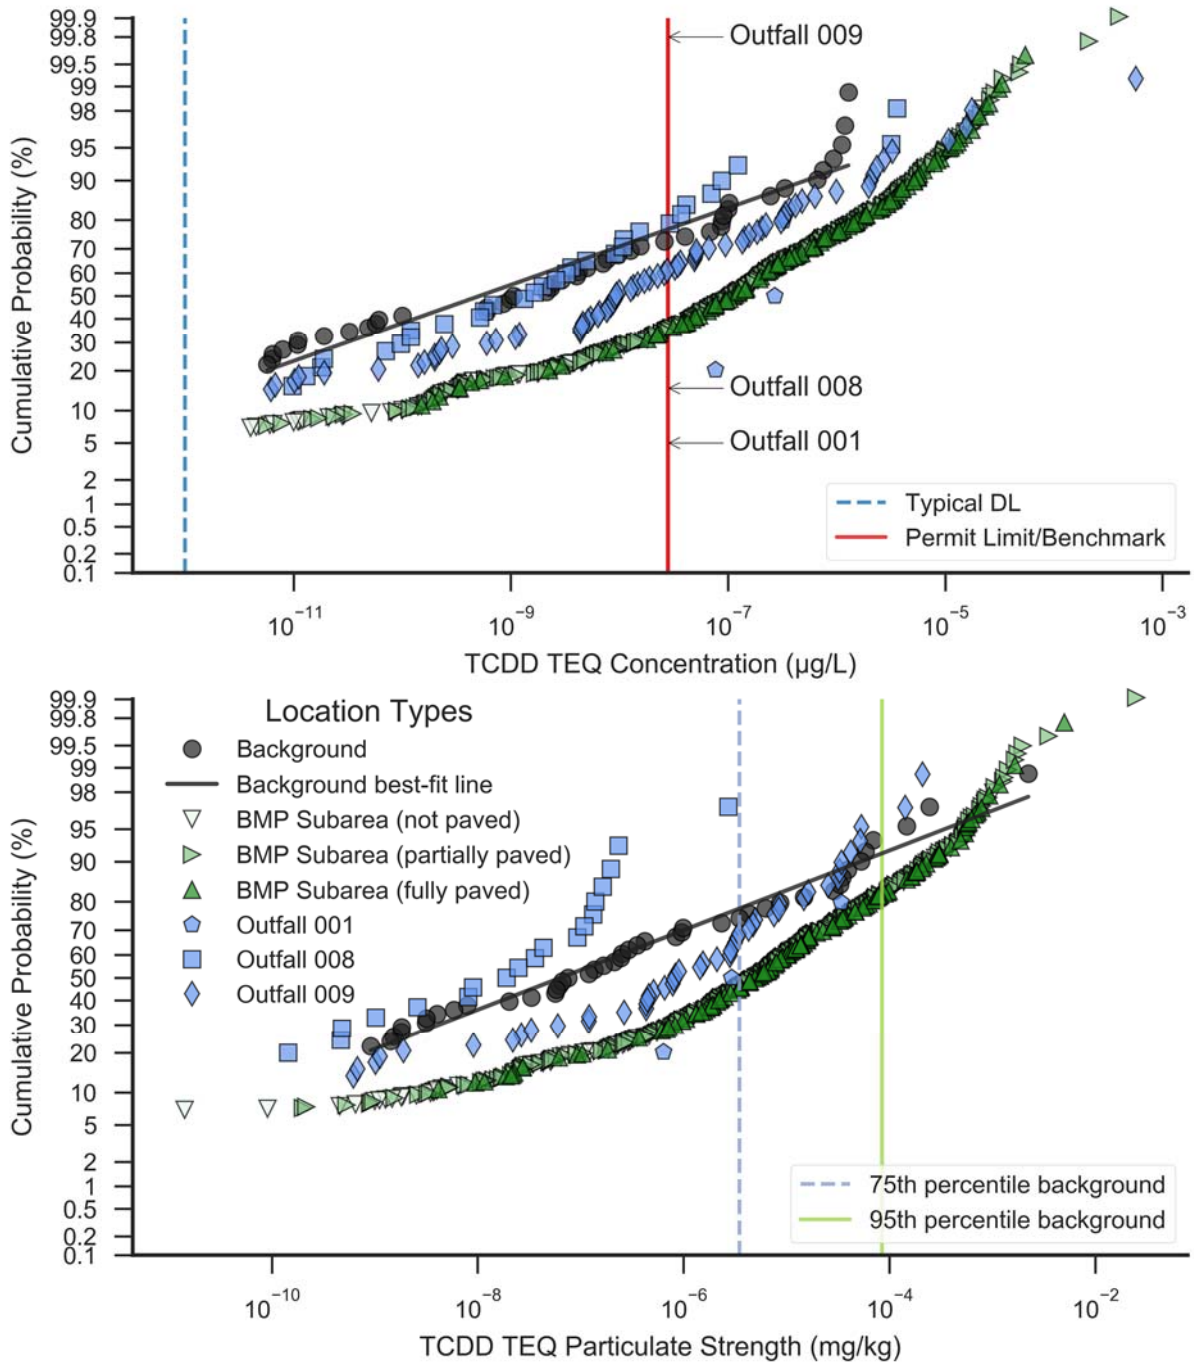 99.9
99.8
99.5
99
98
95
90
80
70
60
50
40
30
20
10
5
2
1
0.5
0.2
0.1
Cumulative Probability (%)
Outfall 009
Outfall 008
Outfall 001
Typical DL
Permit Limit/Benchmark
10⁻¹¹ 10⁻⁹ 10⁻⁷ 10⁻⁵ 10⁻³
TCDD TEQ Concentration (µg/L)
99.9
99.8
99.5
99
98
95
90
80
70
60
50
40
30
20
10
5
2
1
0.5
0.2
0.1
Cumulative Probability (%)
Location Types
Background
Background best-fit line
BMP Subarea (not paved)
BMP Subarea (partially paved)
BMP Subarea (fully paved)
Outfall 001
Outfall 008
Outfall 009
75th percentile background
95th percentile background
10⁻¹⁰ 10⁻⁸ 10⁻⁶ 10⁻⁴ 10⁻²
TCDD TEQ Particulate Strength (mg/kg)